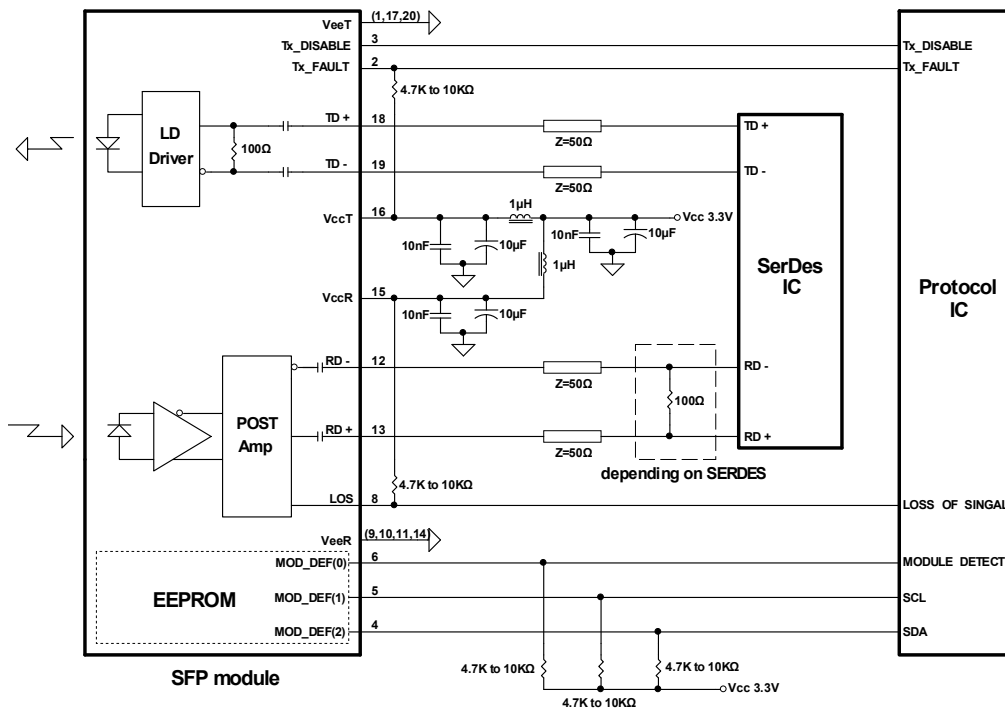 VeeT (1,17,20)
Tx_DISABLE 3 Tx_DISABLE
Tx_FAULT 2 Tx_FAULT
4.7K to 10KΩ
LD
Driver
100Ω
TD + 18 TD +
Z=50Ω
TD - 19 TD -
Z=50Ω
1µH
VccT 16 Vcc 3.3V
10nF 10µF 10nF 10µF
1µH
SerDes
IC
Protocol
IC
VccR 15
10nF 10µF
RD - 12 RD -
Z=50Ω
100Ω
POST
Amp
RD + 13 RD +
Z=50Ω
depending on SERDES
4.7K to 10KΩ
LOS 8 LOSS OF SINGAL
VeeR (9,10,11,14)
MOD_DEF(0) 6 MODULE DETECT
EEPROM
MOD_DEF(1) 5 SCL
MOD_DEF(2) 4 SDA
4.7K to 10KΩ 4.7K to 10KΩ
SFP module
Vcc 3.3V
4.7K to 10KΩ